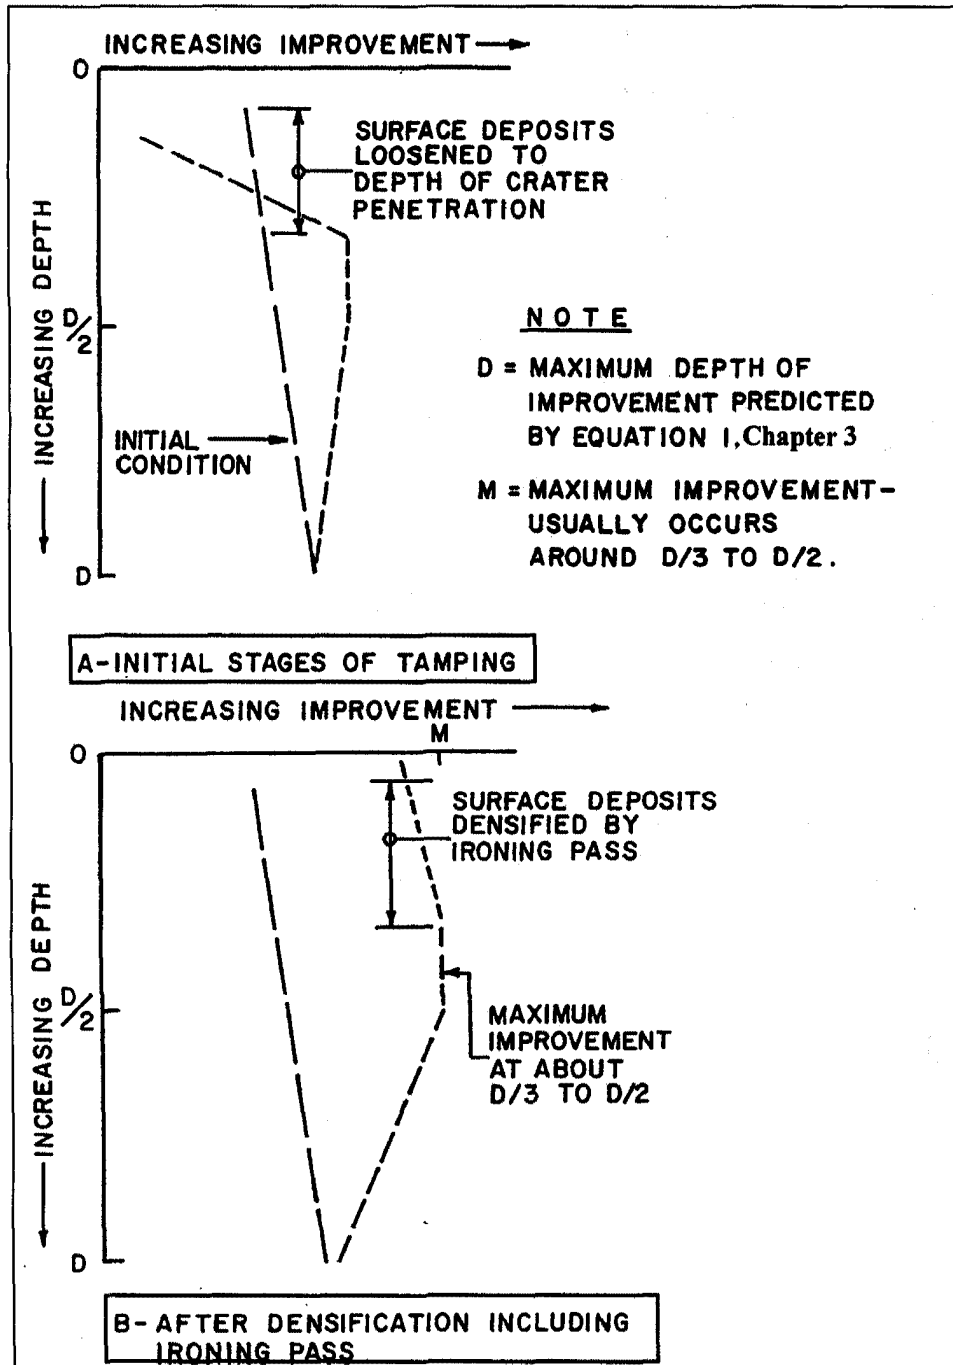 INCREASING IMPROVEMENT
O
SURFACE DEPOSITS
LOOSENED TO
DEPTH OF CRATER
PENETRATION
INCREASING DEPTH
D/2
NOTE
D = MAXIMUM DEPTH OF
IMPROVEMENT PREDICTED
BY EQUATION 1, Chapter 3
INITIAL
CONDITION
M = MAXIMUM IMPROVEMENT-
USUALLY OCCURS
AROUND D/3 TO D/2.
D
A-INITIAL STAGES OF TAMPING
INCREASING IMPROVEMENT
M
O
SURFACE DEPOSITS
DENSIFIED BY
IRONING PASS
INCREASING DEPTH
D/2
MAXIMUM
IMPROVEMENT
AT ABOUT
D/3 TO D/2
D
B- AFTER DENSIFICATION INCLUDING
IRONING PASS